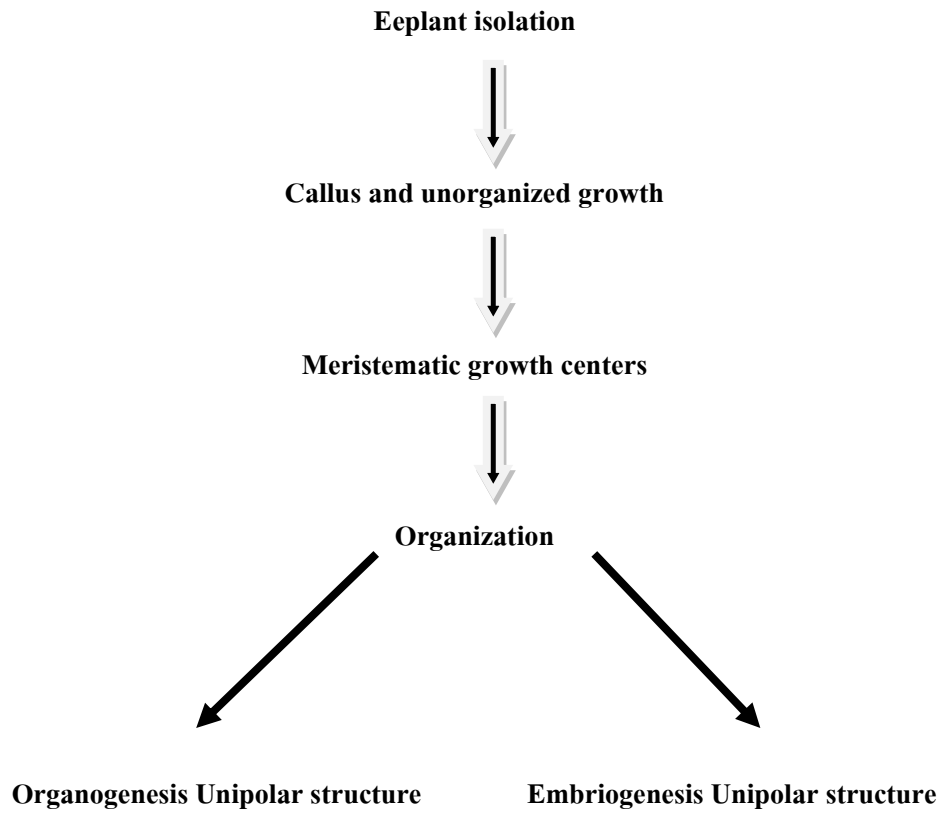 Eeplant isolation
Callus and unorganized growth
Meristematic growth centers
Organization
Organogenesis Unipolar structure
Embriogenesis Unipolar structure